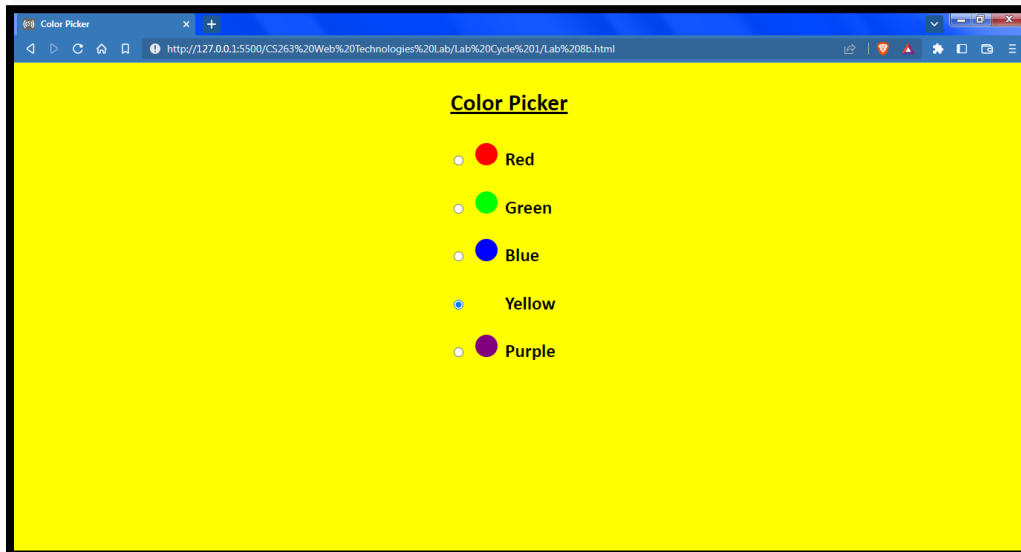 Color Picker
http://127.0.0.1:5500/CS263%20Web%20Technologies%20Lab/Lab%20Cycle%201/Lab%208b.html
Color Picker
Red
Green
Blue
Yellow
Purple